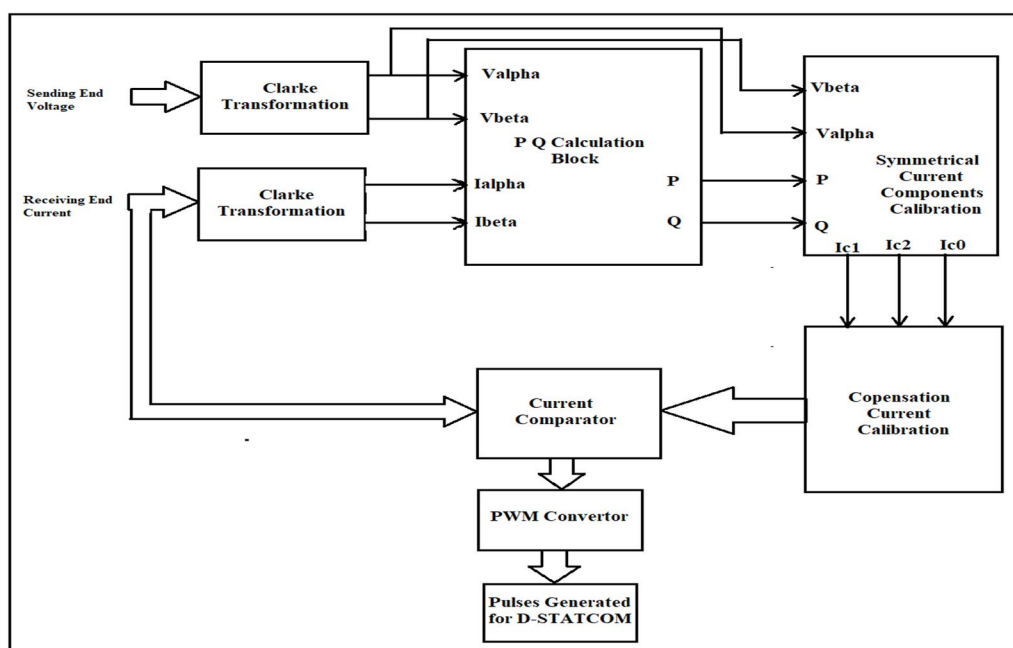 Sending End
Voltage
Clarke
Transformation
Receiving End
Current
Clarke
Transformation
Valpha
Vbeta
Ialpha
Ibeta
P Q Calculation
Block
P
Q
Vbeta
Valpha
P
Q
Symmetrical
Current
Components
Calibration
Ic1 Ic2 Ic0
Copensation
Current
Calibration
Current
Comparator
PWM Convertor
Pulses Generated
for D-STATCOM